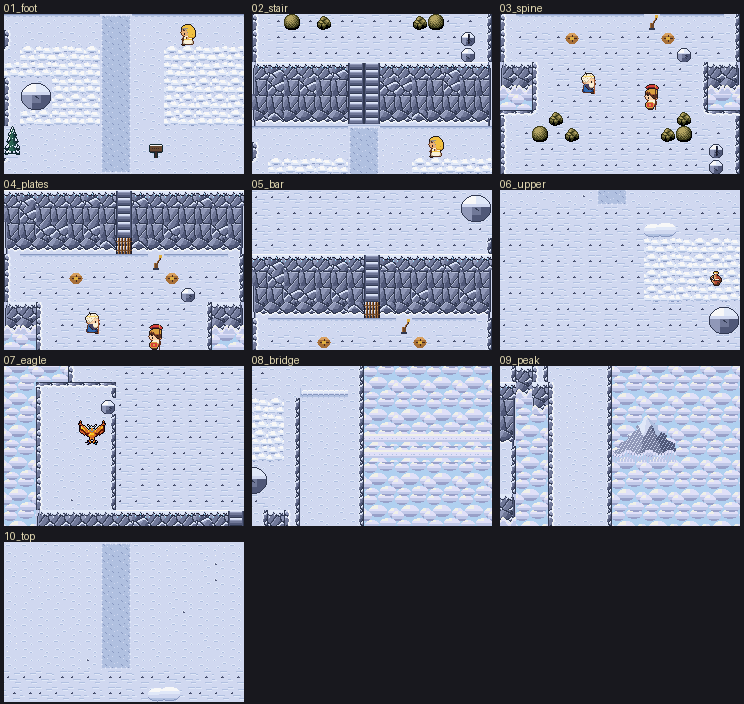 01_foot
02_stair
03_spine
04_plates
05_bar
06_upper
07_eagle
08_bridge
09_peak
10_top